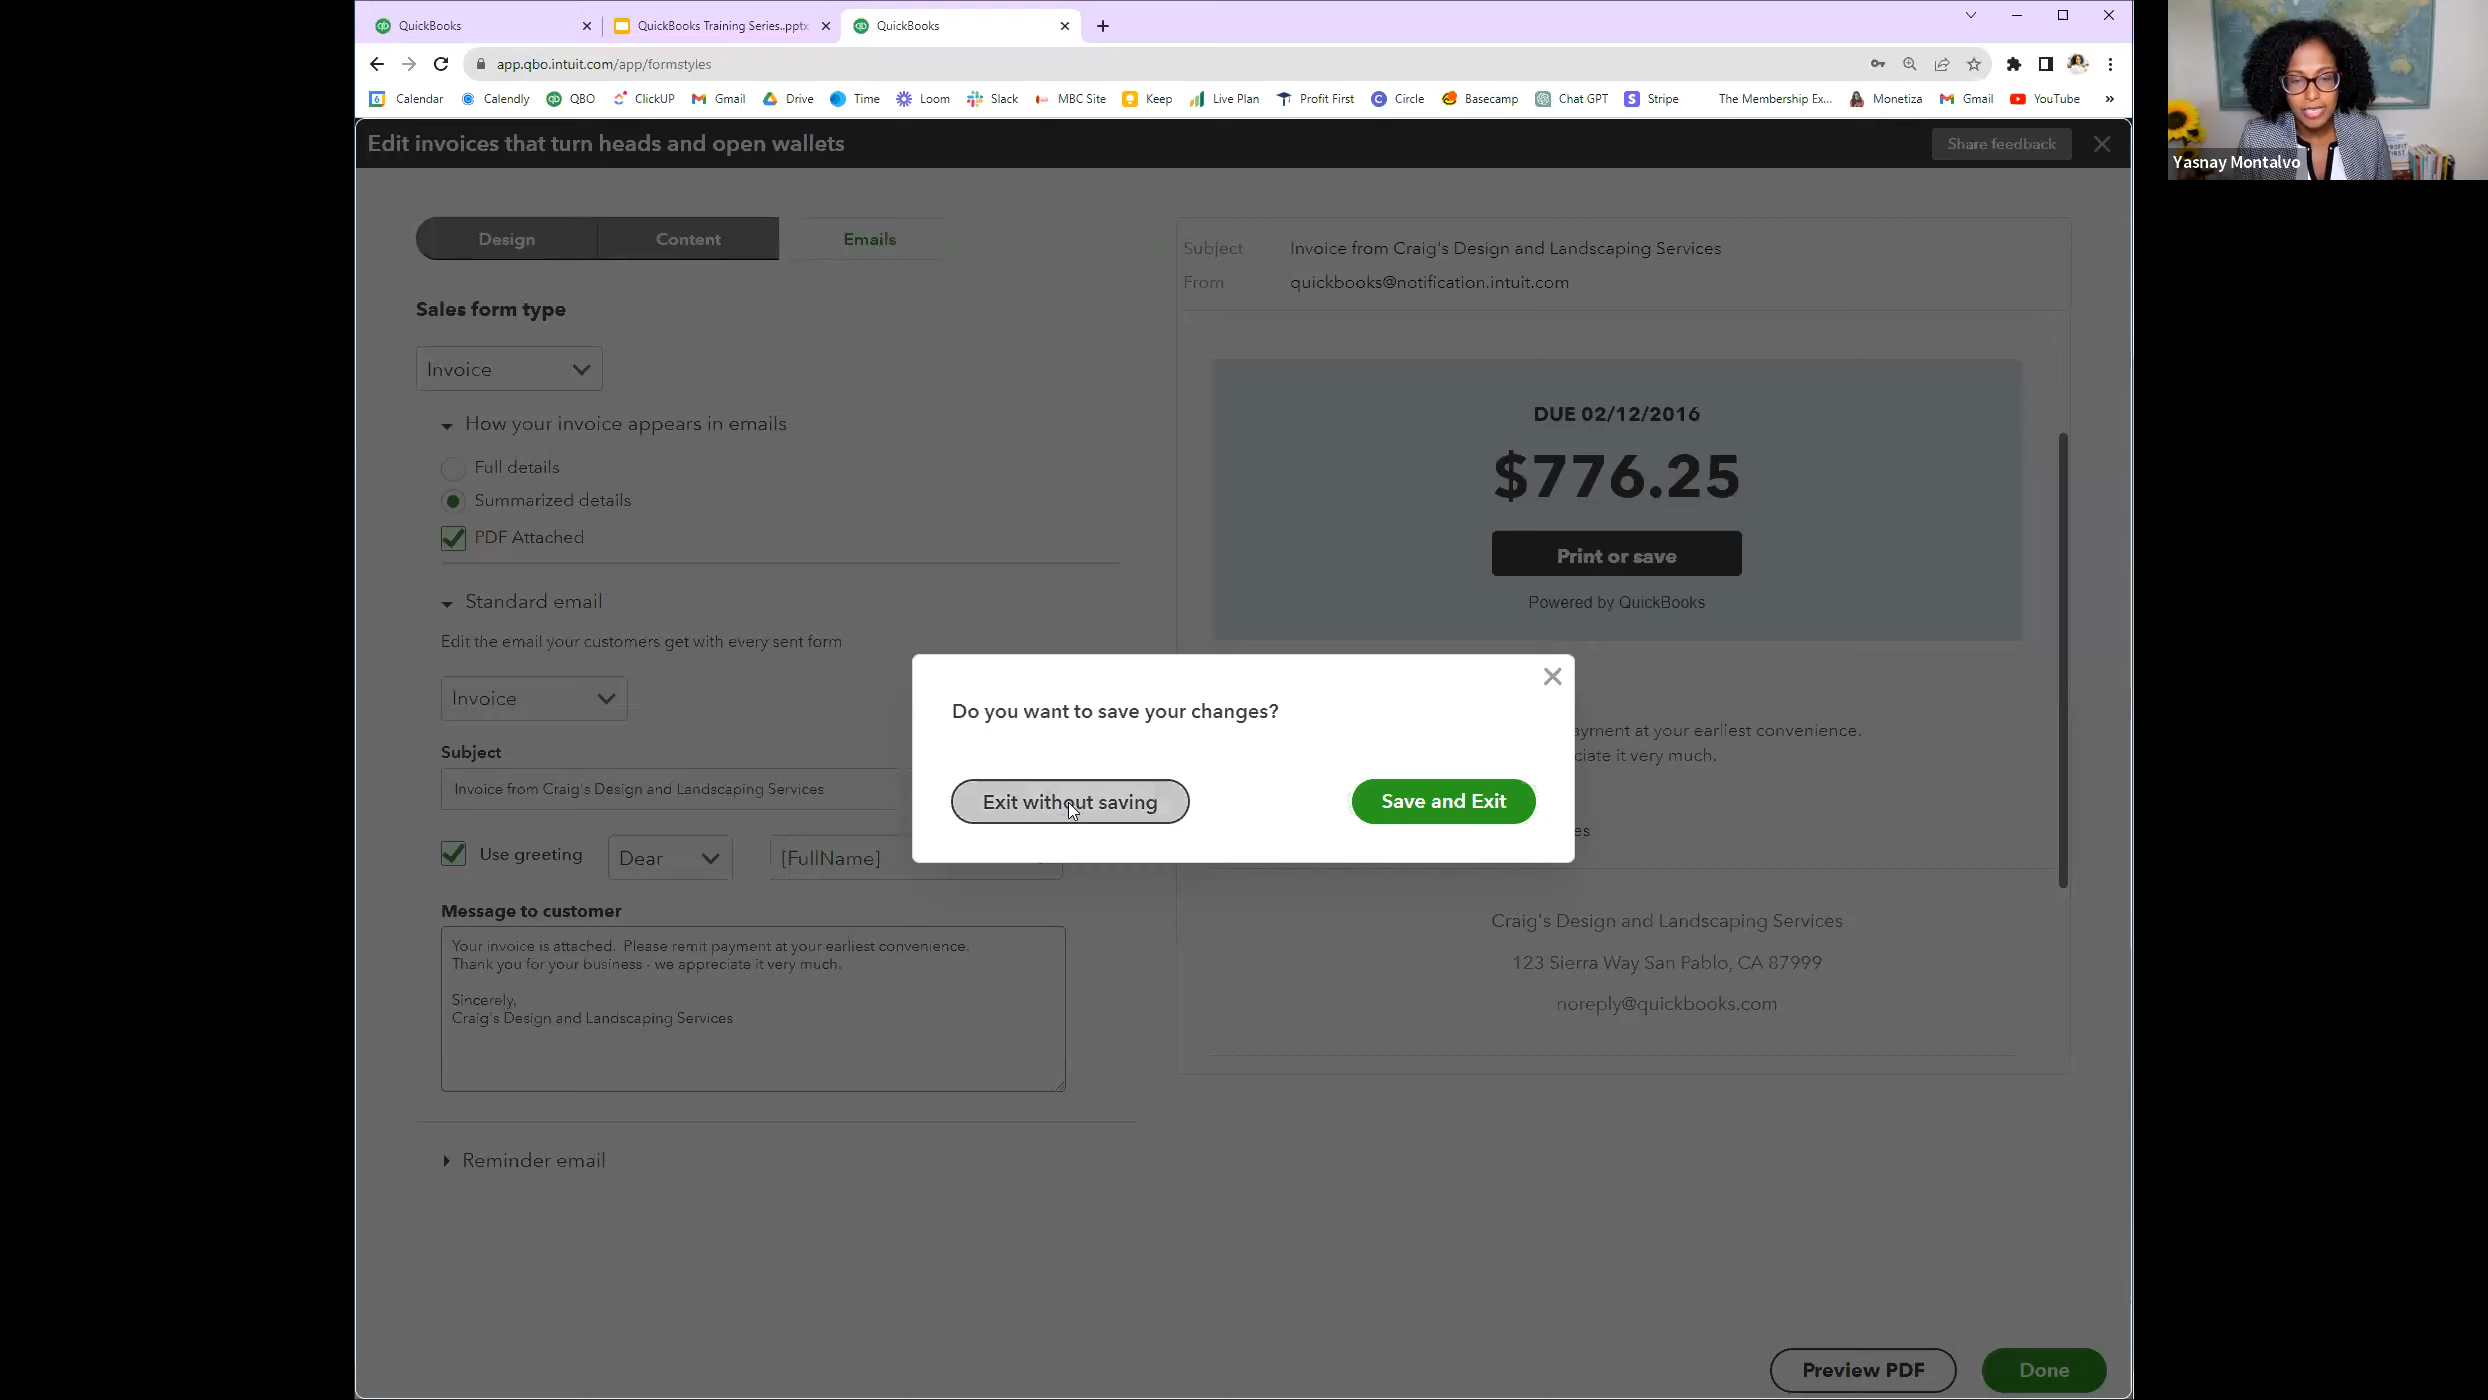 QuickBooks
QuickBooks Training Series..pptx
QuickBooks
app.qbo.intuit.com/app/formstyles
Calendar
Calendly
QBO
ClickUP
Gmail
Drive
Time
Loom
Slack
MBC Site
Keep
Live Plan
Profit First
Circle
Basecamp
Chat GPT
Stripe
The Membership Ex...
Monetiza
Gmail
YouTube
»
Yasnay Montalvo
Edit invoices that turn heads and open wallets
Share feedback
Design
Content
Emails
Sales form type
Invoice
How your invoice appears in emails
Full details
Summarized details
PDF Attached
Standard email
Edit the email your customers get with every sent form
Invoice
Subject
Invoice from Craig's Design and Landscaping Services
Use greeting
Dear
[FullName]
Message to customer
Your invoice is attached. Please remit payment at your earliest convenience.
Thank you for your business - we appreciate it very much.
Sincerely,
Craig's Design and Landscaping Services
Reminder email
Subject
Invoice from Craig's Design and Landscaping Services
From
quickbooks@notification.intuit.com
DUE 02/12/2016
$776.25
Print or save
Powered by QuickBooks
ayment at your earliest convenience.
ciate it very much.
es
Craig's Design and Landscaping Services
123 Sierra Way San Pablo, CA 87999
noreply@quickbooks.com
Do you want to save your changes?
Exit without saving
Save and Exit
Preview PDF
Done